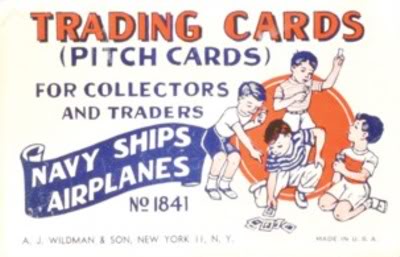 TRADING CARDS
(PITCH CARDS)
FOR COLLECTORS
AND TRADERS
NAVY SHIPS
AIRPLANES
No 1841
A. J. WILDMAN & SON, NEW YORK 11, N. Y.
MADE IN U. S. A.